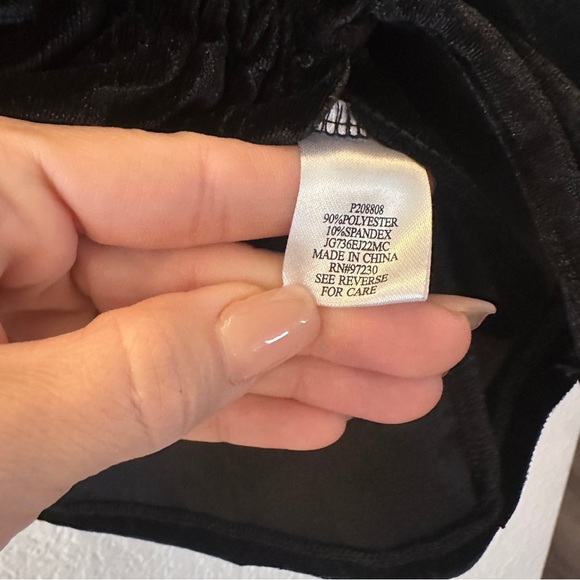 P208808
90%POLYESTER
10%SPANDEX
JG736EJ22MC
MADE IN CHINA
RN#97230
SEE REVERSE
FOR CARE